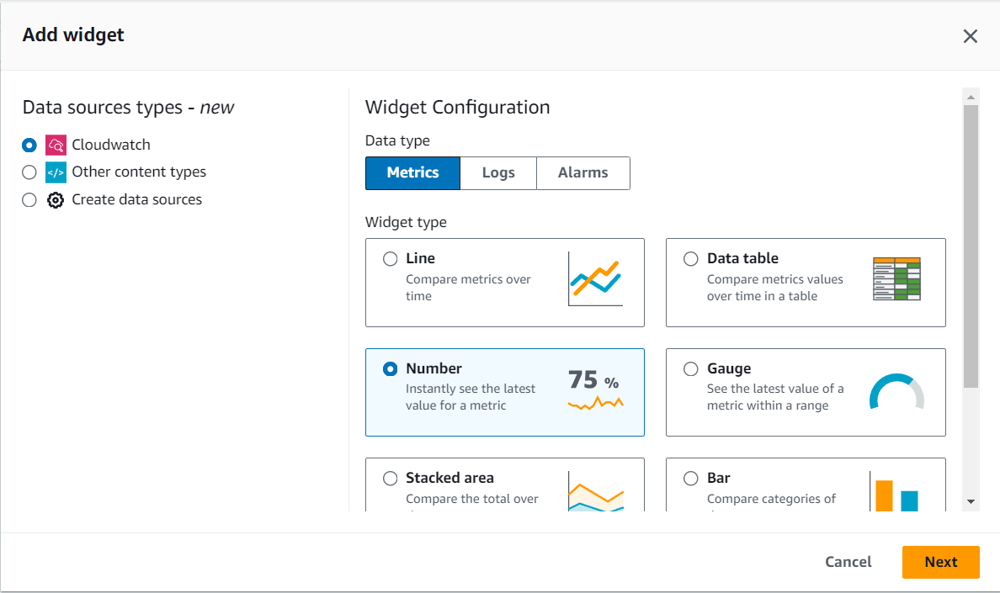 Add widget
Data sources types - new
Cloudwatch
</> Other content types
Create data sources
Widget Configuration
Data type
Metrics Logs Alarms
Widget type
Line
Compare metrics over
time
Data table
Compare metrics values
over time in a table
Number
Instantly see the latest
value for a metric
75 %
Gauge
See the latest value of a
metric within a range
Stacked area
Compare the total over
Bar
Compare categories of
Cancel Next